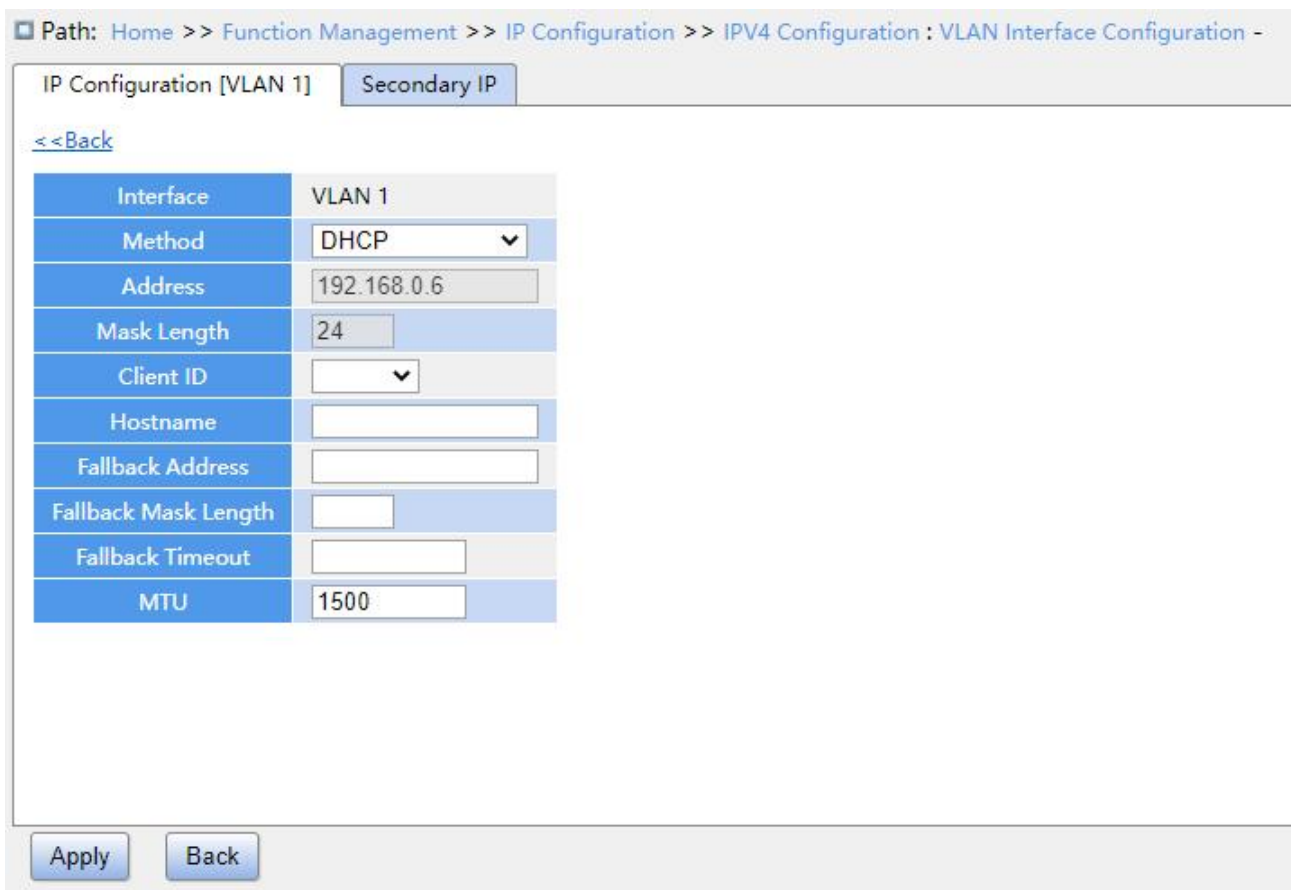 Path: Home >> Function Management >> IP Configuration >> IPV4 Configuration : VLAN Interface Configuration -
IP Configuration [VLAN 1] Secondary IP
<<Back
Interface VLAN 1
Method DHCP
Address 192.168.0.6
Mask Length 24
Client ID
Hostname
Fallback Address
Fallback Mask Length
Fallback Timeout
MTU 1500
Apply Back